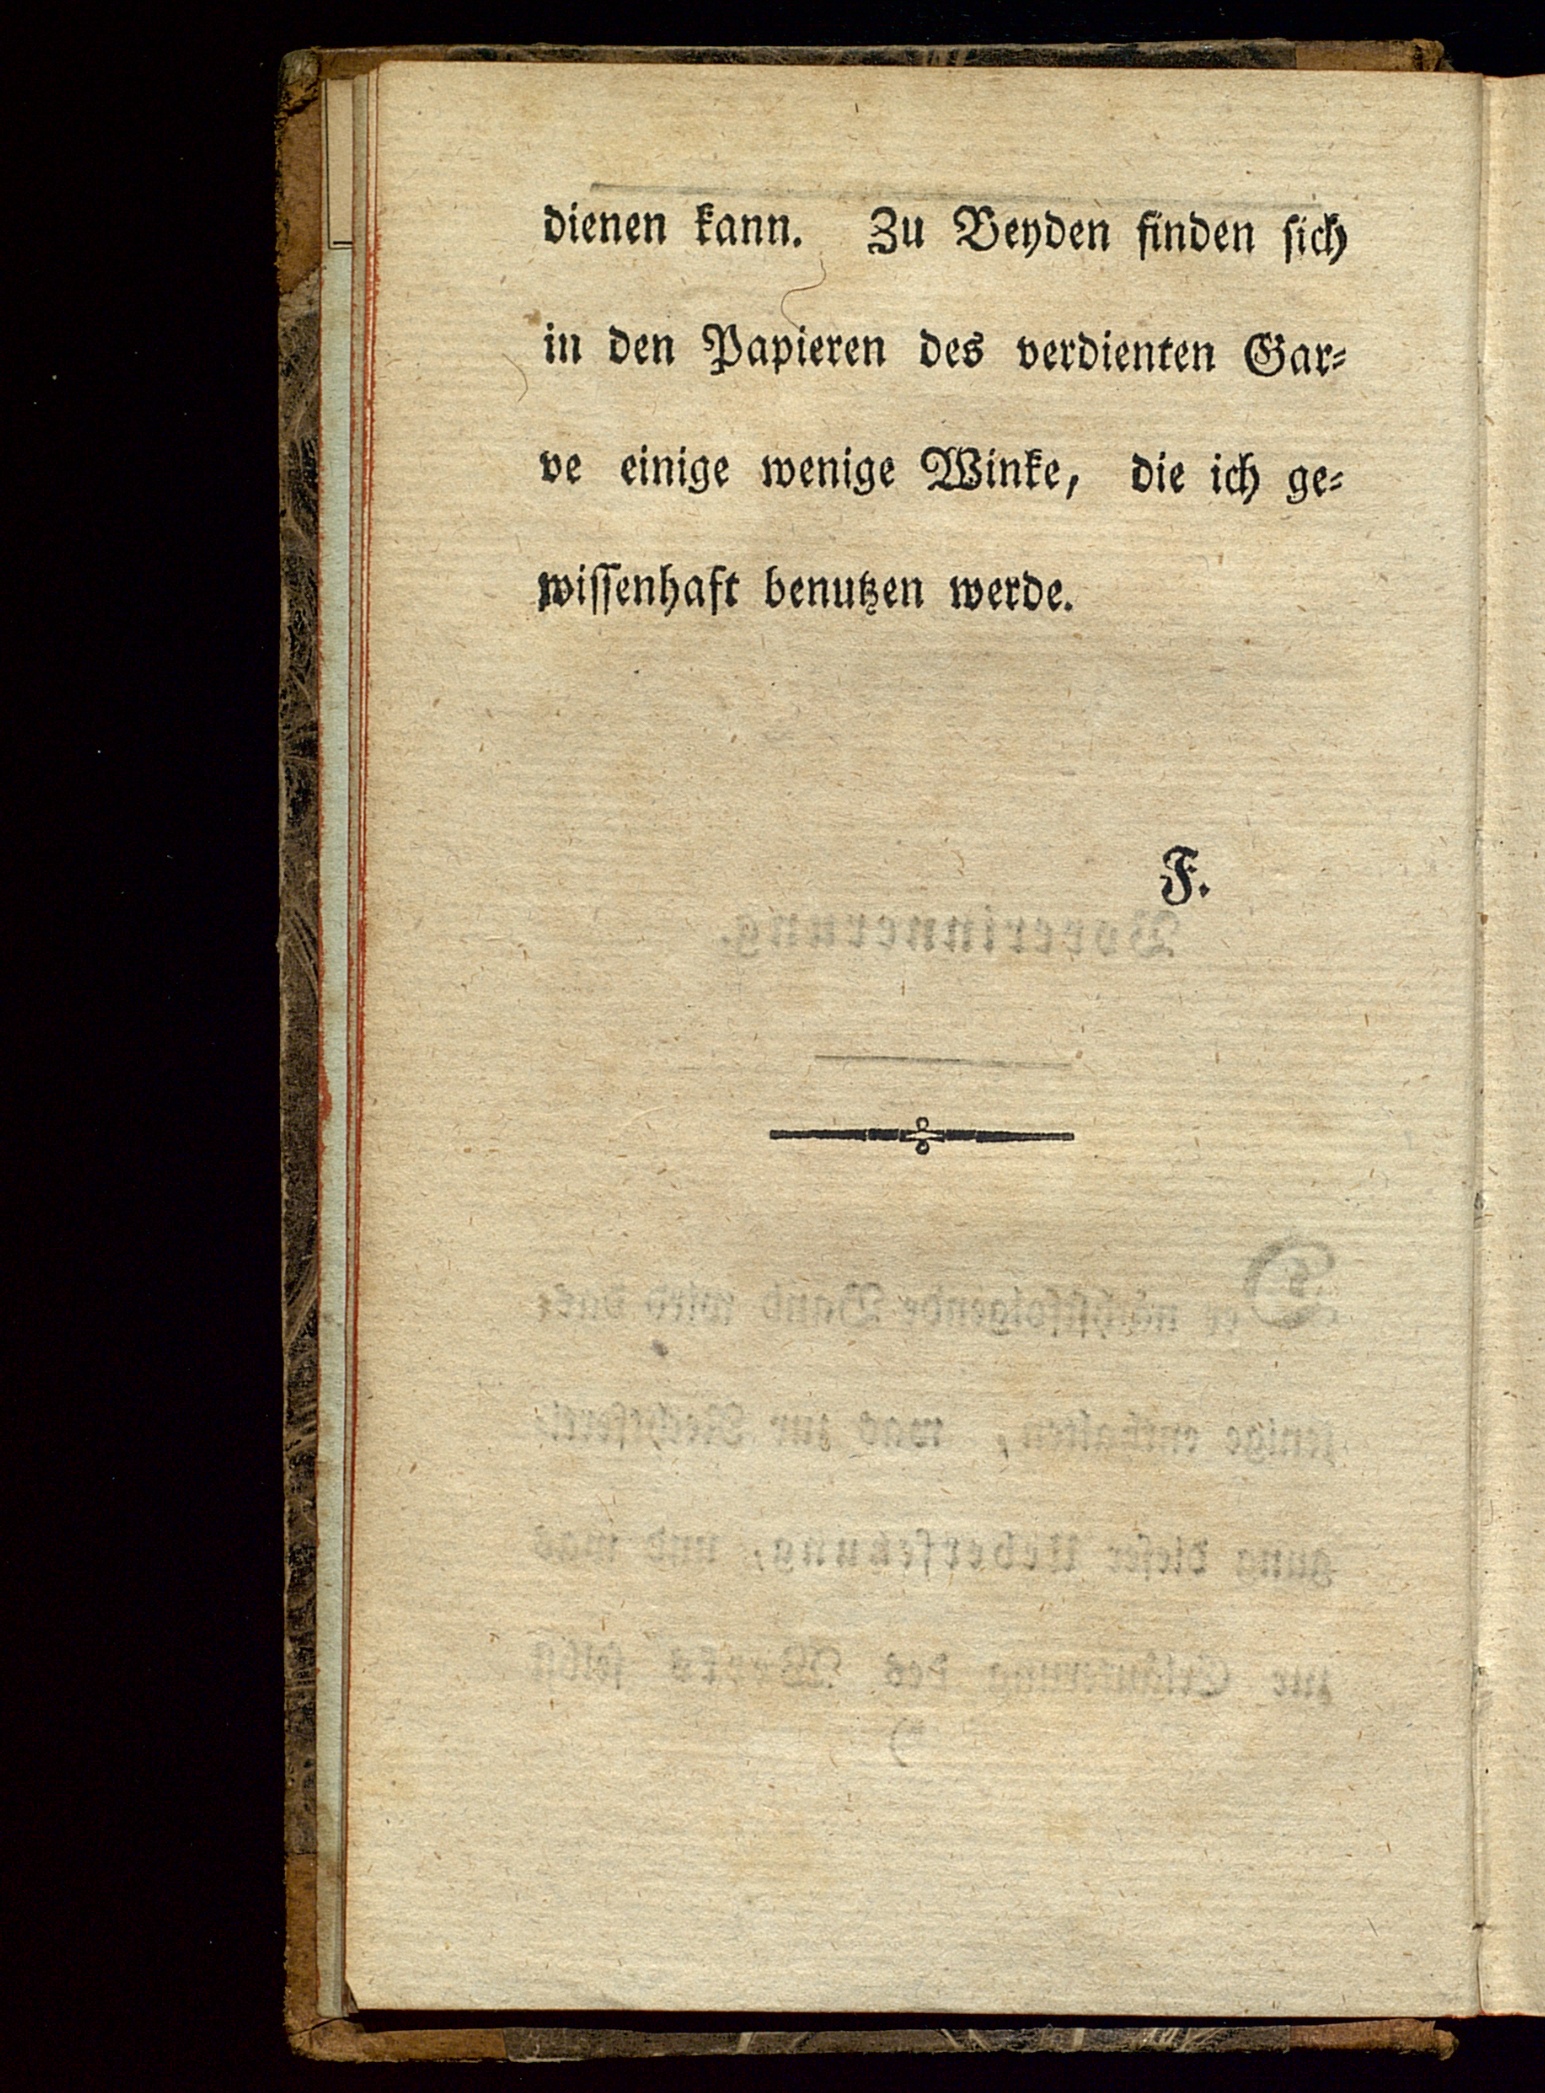 dienen kann. Zu Beyden finden sich
in den Papieren des verdienten Gar-
ve einige wenige Winke, die ich ge-
wissenhaft benutzen werde.
F.